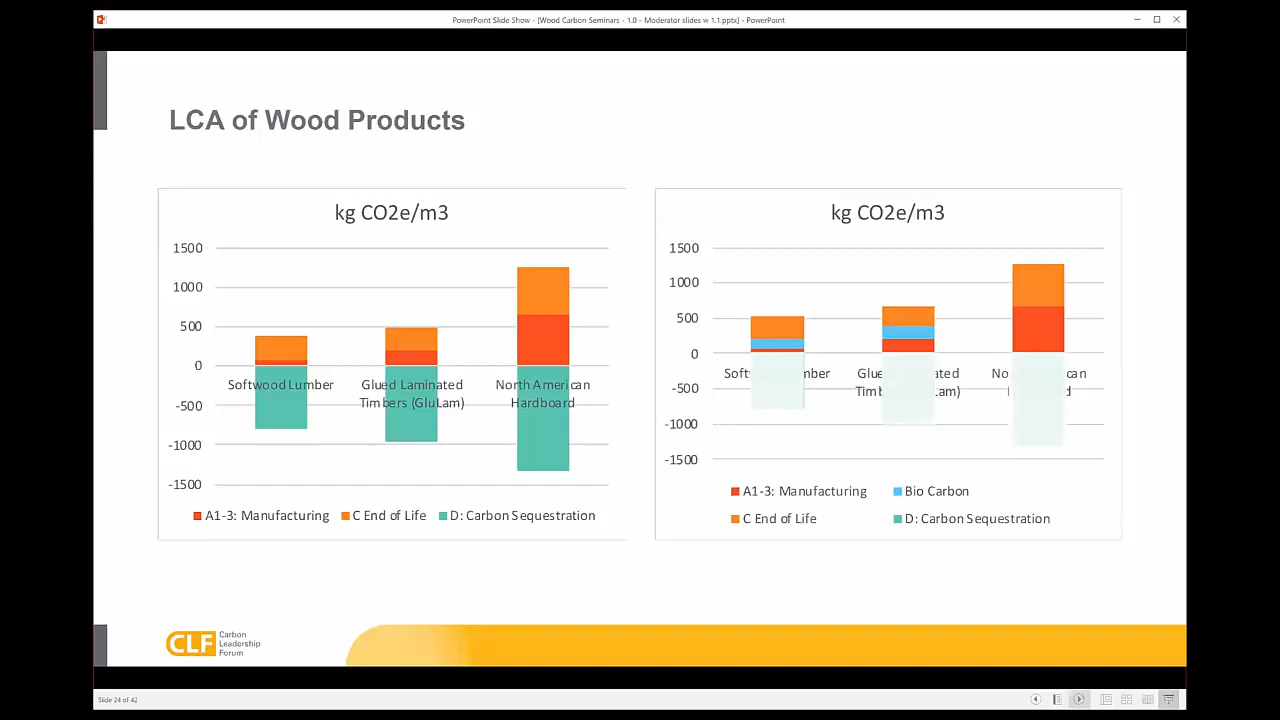 PowerPoint Slide Show - [Wood Carbon Seminars - 1.0 - Moderator slides w 1.1.pptx] - PowerPoint
LCA of Wood Products
kg CO2e/m3
1500
1000
500
0
-500
-1000
-1500
Softwood Lumber
Glued Laminated
Timbers (GluLam)
North American
Hardboard
A1-3: Manufacturing
C End of Life
D: Carbon Sequestration
kg CO2e/m3
1500
1000
500
0
-500
-1000
-1500
A1-3: Manufacturing
Bio Carbon
C End of Life
D: Carbon Sequestration
CLF
Carbon
Leadership
Forum
Slide 24 of 42